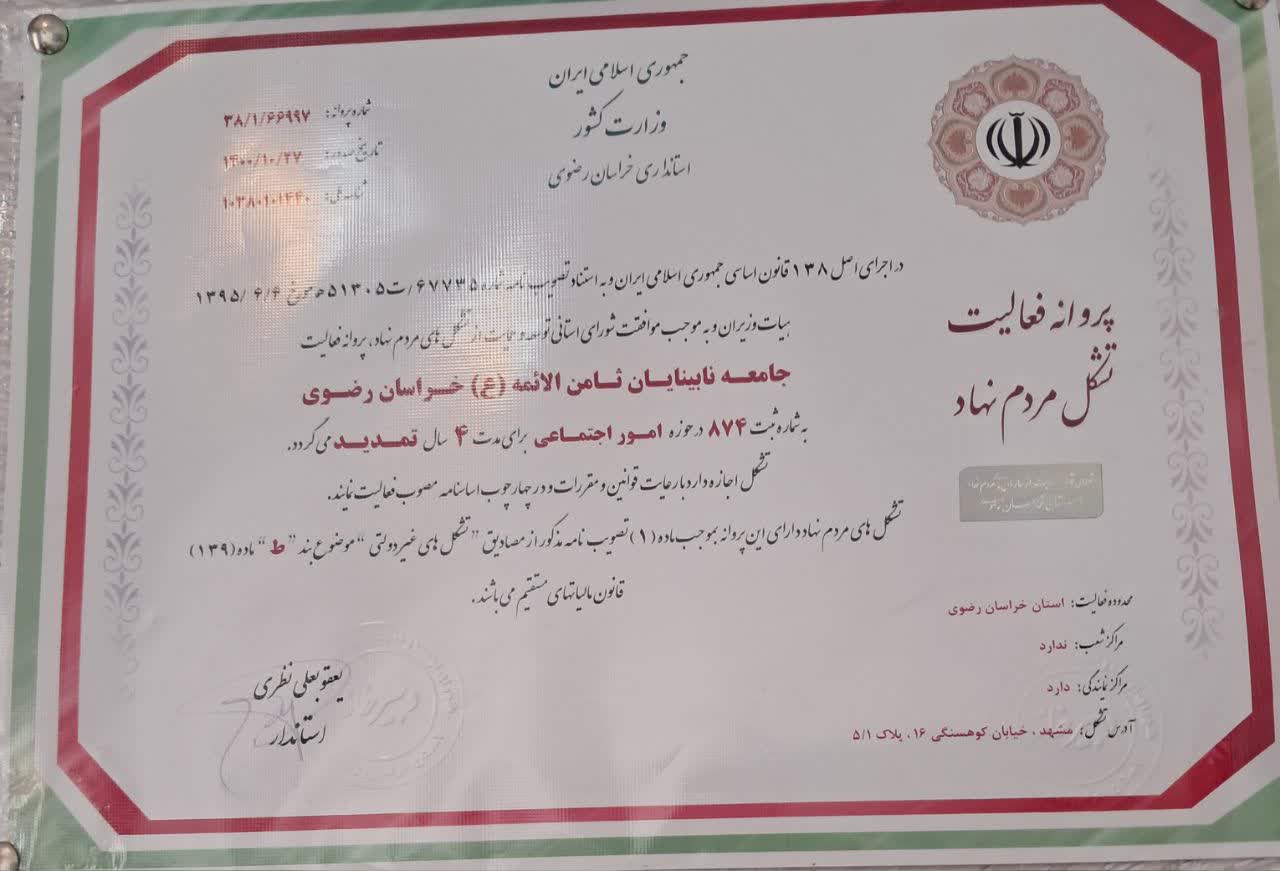 جمهوری اسلامی ایران
وزارت کشور
استانداری خراسان رضوی
شماره پروانه: ۳۸/۱/۶۶۹۹۷
تاریخ صدور: ۱۴۰۰/۱۰/۲۷
شناسه ملی: ۱۰۳۸۰۱۰۱۴۴۰
پروانه فعالیت
تشکل مردم نهاد
در اجرای اصل ۱۳۸ قانون اساسی جمهوری اسلامی ایران و به استناد تصویب نامه شماره ۶۷۷۳۵/ت۵۱۳۰۵ه مورخ ۱۳۹۵/۶/۶
هیات وزیران و به موجب موافقت شورای استانی توسعه و حمایت از تشکل های مردم نهاد، پروانه فعالیت
جامعه نابینایان ثامن الائمه (ع) خراسان رضوی
به شماره ثبت ۸۷۴ در حوزه امور اجتماعی برای مدت ۴ سال تمدید می گردد.
تشکل اجازه دارد با رعایت قوانین و مقررات و در چهارچوب اساسنامه مصوب فعالیت نمایند.
تشکل های مردم نهاد دارای این پروانه بموجب ماده (۱) تصویب نامه مذکور از مصادیق "تشکل های غیردولتی" موضوع بند "ط" ماده (۱۳۹)
قانون مالیاتهای مستقیم می باشند.
محدوده فعالیت: استان خراسان رضوی
مراکز شعب: ندارد
مراکز نمایندگی: دارد
آدرس تشکل: مشهد، خیابان کوهسنگی ۱۶، پلاک ۵/۱
یعقوبعلی نظری
استاندار